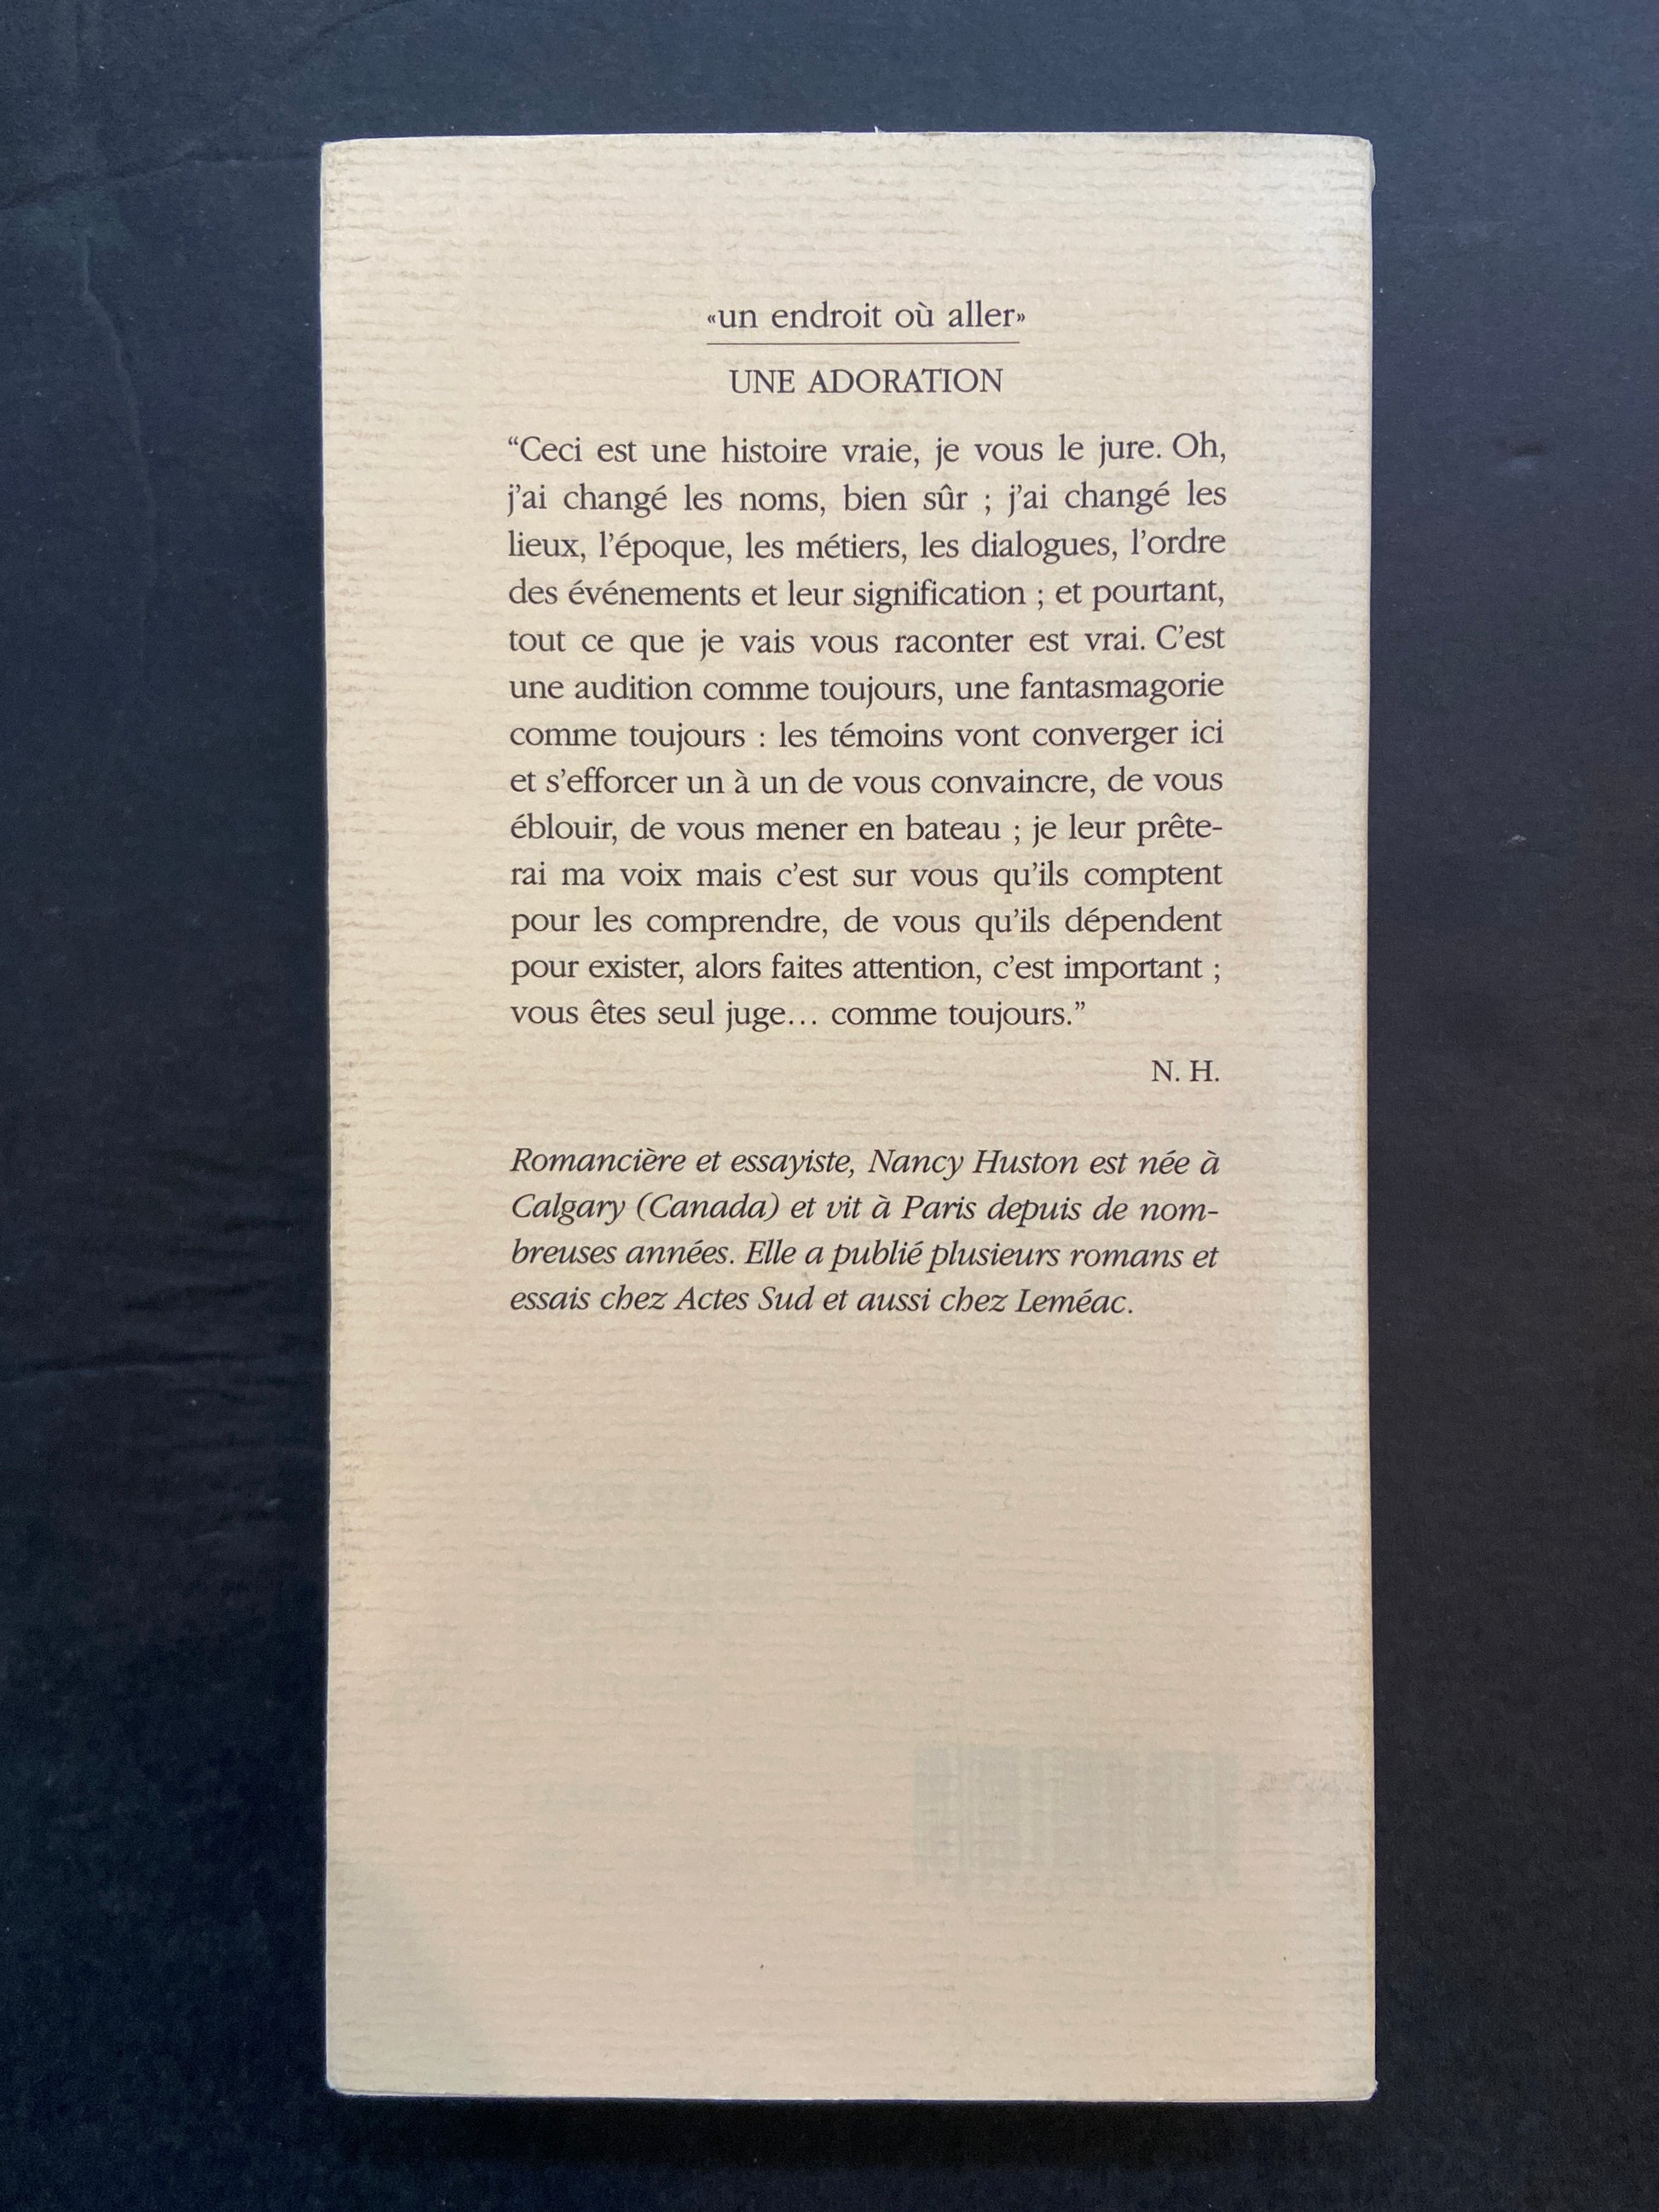 «un endroit où aller»
UNE ADORATION
“Ceci est une histoire vraie, je vous le jure. Oh,
j’ai changé les noms, bien sûr ; j’ai changé les
lieux, l’époque, les métiers, les dialogues, l’ordre
des événements et leur signification ; et pourtant,
tout ce que je vais vous raconter est vrai. C’est
une audition comme toujours, une fantasmagorie
comme toujours : les témoins vont converger ici
et s’efforcer un à un de vous convaincre, de vous
éblouir, de vous mener en bateau ; je leur prête-
rai ma voix mais c’est sur vous qu’ils comptent
pour les comprendre, de vous qu’ils dépendent
pour exister, alors faites attention, c’est important ;
vous êtes seul juge… comme toujours.”
N. H.
Romancière et essayiste, Nancy Huston est née à
Calgary (Canada) et vit à Paris depuis de nom-
breuses années. Elle a publié plusieurs romans et
essais chez Actes Sud et aussi chez Leméac.